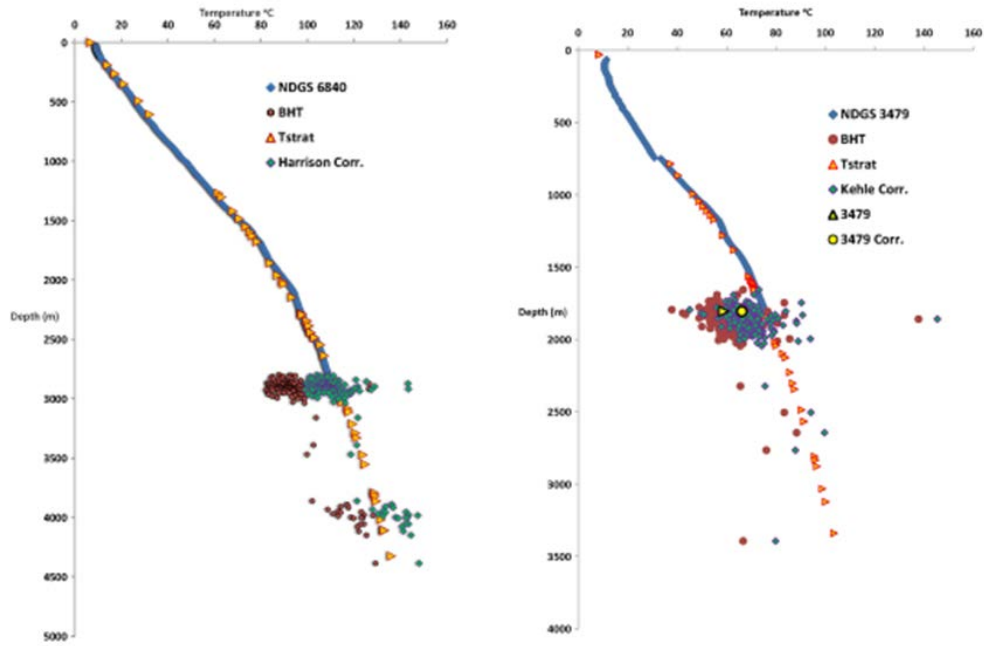 Temperature °C
0 20 40 60 80 100 120 140 160
0
500
1000
1500
2000
2500
3000
3500
4000
4500
5000
Depth (m)
NDGS 6840
BHT
Tstrat
Harrison Corr.
Temperature °C
0 20 40 60 80 100 120 140 160
0
500
1000
1500
2000
2500
3000
3500
4000
Depth (m)
NDGS 3479
BHT
Tstrat
Kehle Corr.
3479
3479 Corr.